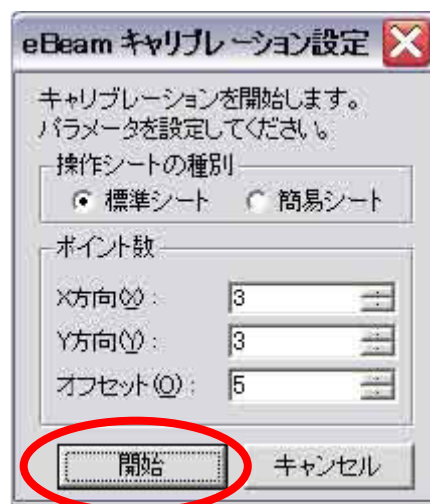 eBeam キャリブレーション設定
キャリブレーションを開始します。
パラメータを設定してください。
操作シートの種別
標準シート 簡易シート
ポイント数
X方向(X)： 3
Y方向(Y)： 3
オフセット(O)： 5
開始 キャンセル